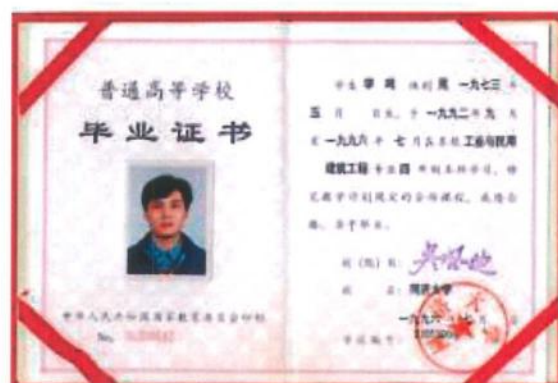 普通高等学校
毕业证书
中华人民共和国国家教育委员会印制
No.
学生 李 性别 男 一九七三年
五月 日生，于一九九二年九月
至一九九六年七月在本校工业与民用
建筑工程专业四年制本科学习，修
完教学计划规定的全部课程，成绩合
格，准予毕业。
校(院)长：
校 名：同济大学
一九九六年七月 日
学校编号：